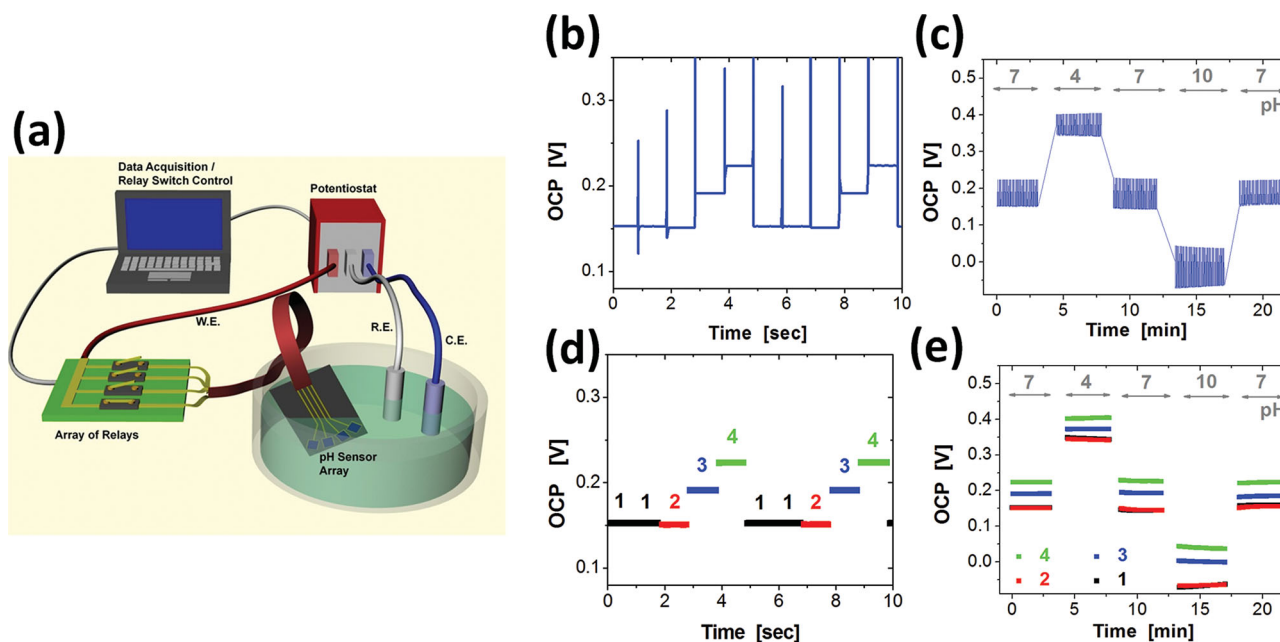 (a)
Data Acquisition /
Relay Switch Control
Potentiostat
W.E.
R.E.
C.E.
Array of Relays
pH Sensor
Array
(b)
0.3
0.2
0.1
OCP [V]
0 2 4 6 8 10
Time [sec]
(c)
7 4 7 10 7
pH
0.5
0.4
0.3
0.2
0.1
0.0
OCP [V]
0 5 10 15 20
Time [min]
(d)
0.3
0.2
0.1
OCP [V]
1 1 2 3 4 1 1 2 3 4
0 2 4 6 8 10
Time [sec]
(e)
7 4 7 10 7
pH
0.5
0.4
0.3
0.2
0.1
0.0
OCP [V]
4 3
2 1
0 5 10 15 20
Time [min]